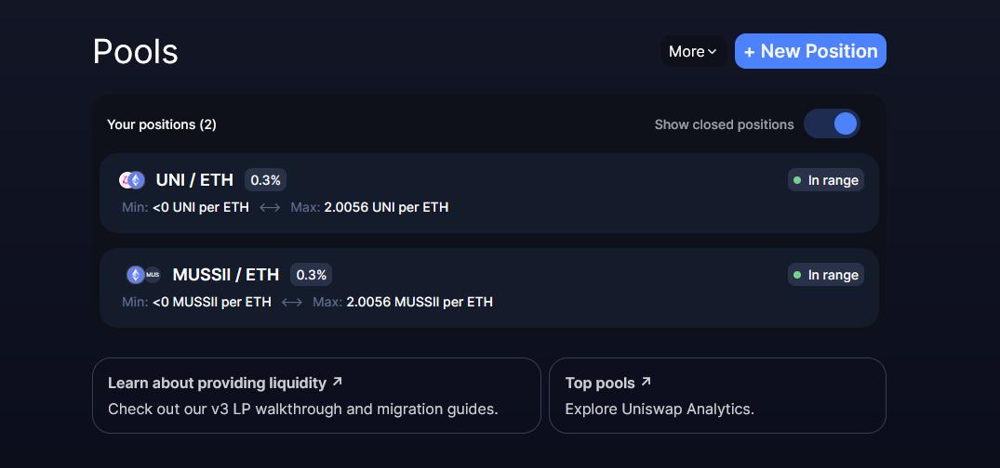 Pools
More
+ New Position
Your positions (2)
Show closed positions
UNI / ETH 0.3%
In range
Min: <0 UNI per ETH ⟷ Max: 2.0056 UNI per ETH
MUS MUSSII / ETH 0.3%
In range
Min: <0 MUSSII per ETH ⟷ Max: 2.0056 MUSSII per ETH
Learn about providing liquidity ↗
Check out our v3 LP walkthrough and migration guides.
Top pools ↗
Explore Uniswap Analytics.